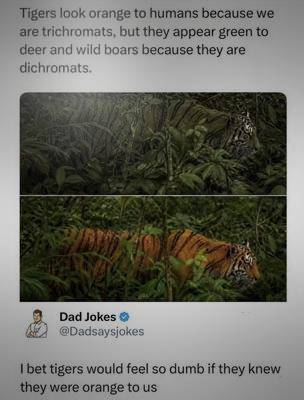 Tigers look orange to humans because we
are trichromats, but they appear green to
deer and wild boars because they are
dichromats.
Dad Jokes
@Dadsaysjokes
I bet tigers would feel so dumb if they knew
they were orange to us